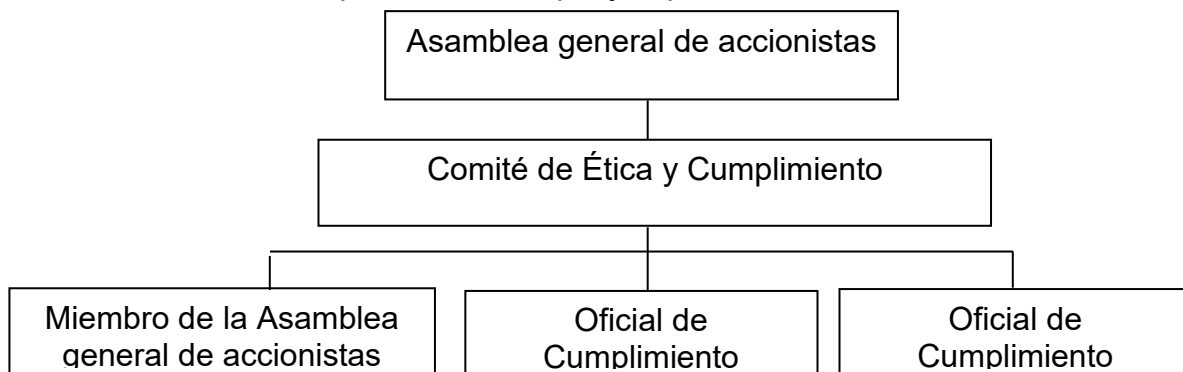 Asamblea general de accionistas
Comité de Ética y Cumplimiento
Miembro de la Asamblea
general de accionistas
Oficial de
Cumplimiento
Oficial de
Cumplimiento